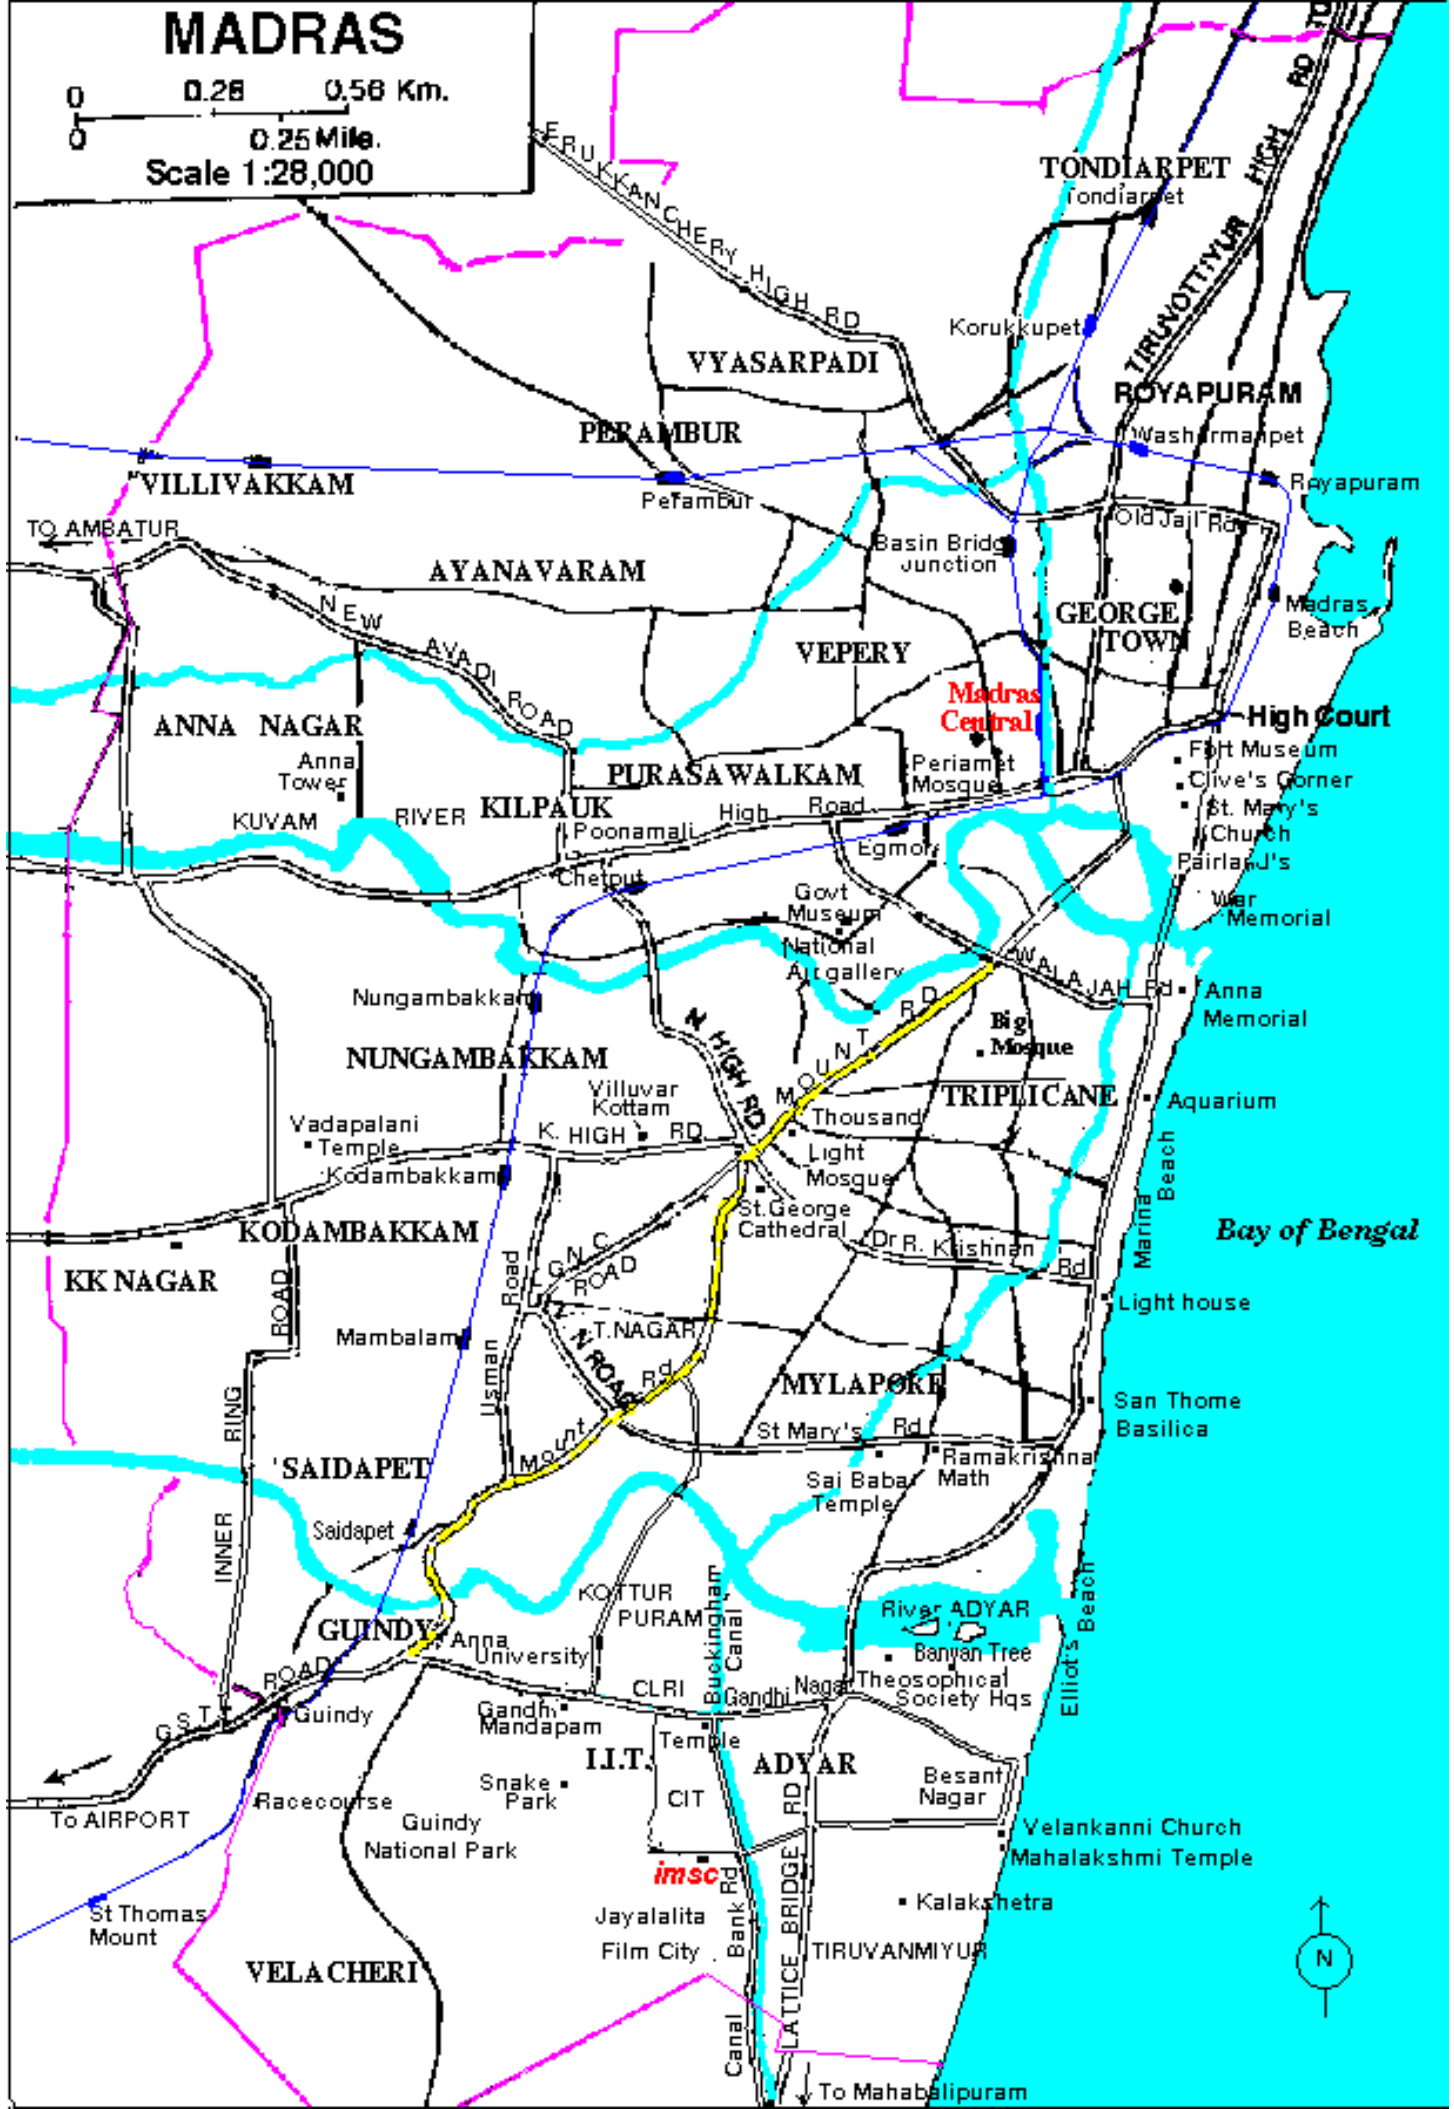 MADRAS
0 0.28 0.56 Km.
0 0.25 Mile.
Scale 1:28,000
ERUKKANCHERY HIGH RD
TONDIARPET
Tondiarpet
TIRUVOTTIYUR HIGH RD
TO
Korukkupet
VYASARPADI
ROYAPURAM
PERAMBUR
Washermanpet
VILLIVAKKAM
Perambur
Royapuram
TO AMBATUR
Old Jail Rd
Basin Bridg
Junction
AYANAVARAM
NEW AVADI ROAD
GEORGE
TOWN
Madras
Beach
VEPERY
Madras
Central
ANNA NAGAR
High Court
Anna
Tower
PURASAWALKAM
Periamet
Mosque
Fort Museum
Clive's Corner
St. Mary's
Church
KILPAUK
KUVAM RIVER
Poonamali High Road
Egmor
Chetput
Pairlard's
Govt
Museum
War
Memorial
National
Art gallery
WALAJAH Rd
Nungambakkam
Anna
Memorial
N HIGH RD
MOUNT RD
Big
Mosque
NUNGAMBAKKAM
Villuvar
Kottam
TRIPLICANE
Aquarium
Thousand
Light
Mosque
Vadapalani
Temple
K. HIGH RD
Kodambakkam
Marina Beach
St.George
Cathedral
KODAMBAKKAM
Bay of Bengal
Dr R. Krishnan Rd
G N C
ROAD
KK NAGAR
Light house
Mambalam
T.NAGAR
N ROAD
Usman Road
INNER RING ROAD
MYLAPORE
San Thome
Basilica
Mount Rd
St Mary's Rd
SAIDAPET
Ramakrishna
Math
Sai Baba
Temple
Saidapet
KOTTUR
PURAM
Buckingham
Canal
River ADYAR
Elliot's Beach
GUINDY
Anna
University
Banyan Tree
Theosophical
Society Hqs
CLRI
Gandhi Nagar
G S T ROAD
Guindy
Gandhi
Mandapam
Temple
I.I.T.
ADYAR
Snake
Park
CIT
Besant
Nagar
To AIRPORT
Racecourse
Guindy
National Park
Velankanni Church
Mahalakshmi Temple
imsc
Kalakshetra
St Thomas
Mount
Jayalalita
Film City
Canal Bank Rd
LATTICE BRIDGE RD
TIRUVANMIYUR
VELACHERI
N
To Mahabalipuram